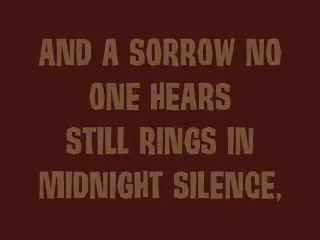 AND A SORROW NO
ONE HEARS
STILL RINGS IN
MIDNIGHT SILENCE,